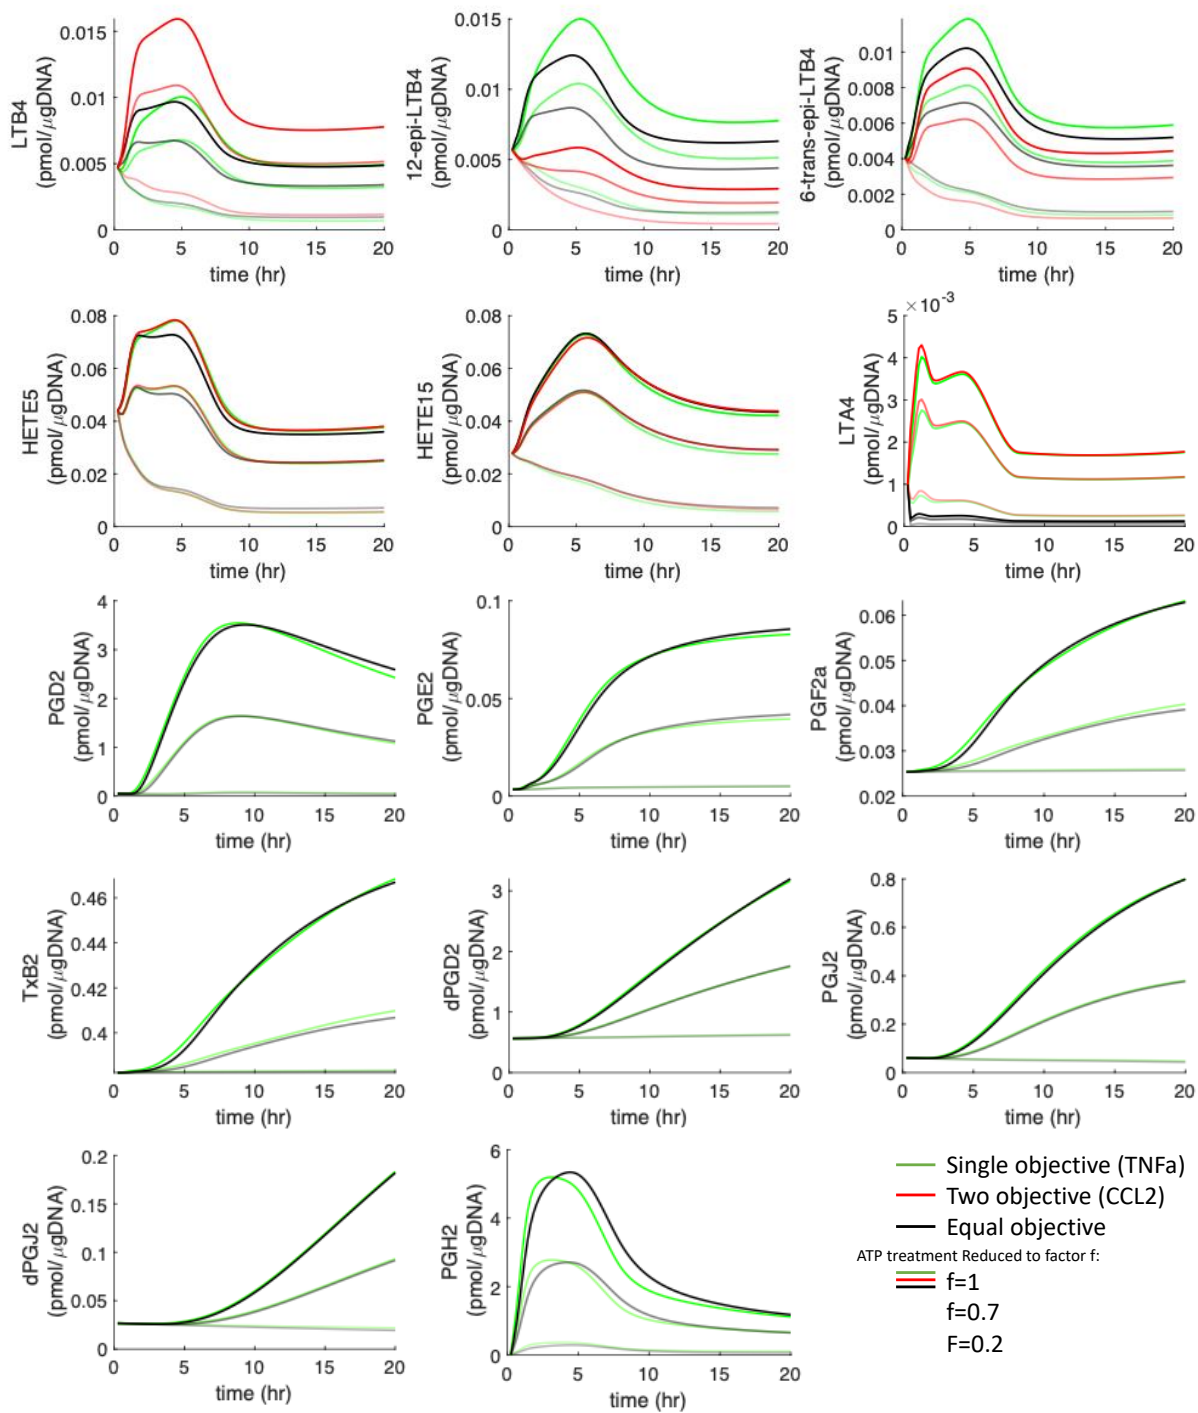 LTB4
(pmol/μgDNA)
0.015
0.01
0.005
0
0 5 10 15 20
time (hr)
12-epi-LTB4
(pmol/μgDNA)
0.015
0.01
0.005
0
0 5 10 15 20
time (hr)
6-trans-epi-LTB4
(pmol/μgDNA)
0.01
0.008
0.006
0.004
0.002
0
0 5 10 15 20
time (hr)
HETE5
(pmol/μgDNA)
0.08
0.06
0.04
0.02
0
0 5 10 15 20
time (hr)
HETE15
(pmol/μgDNA)
0.08
0.06
0.04
0.02
0
0 5 10 15 20
time (hr)
LTA4
(pmol/μgDNA)
× 10⁻³
5
4
3
2
1
0
0 5 10 15 20
time (hr)
PGD2
(pmol/μgDNA)
4
3
2
1
0
0 5 10 15 20
time (hr)
PGE2
(pmol/μgDNA)
0.1
0.05
0
0 5 10 15 20
time (hr)
PGF2a
(pmol/μgDNA)
0.06
0.05
0.04
0.03
0.02
0 5 10 15 20
time (hr)
TxB2
(pmol/μgDNA)
0.46
0.44
0.42
0.4
0 5 10 15 20
time (hr)
dPGD2
(pmol/μgDNA)
3
2
1
0
0 5 10 15 20
time (hr)
PGJ2
(pmol/μgDNA)
0.8
0.6
0.4
0.2
0
0 5 10 15 20
time (hr)
dPGJ2
(pmol/μgDNA)
0.2
0.15
0.1
0.05
0
0 5 10 15 20
time (hr)
PGH2
(pmol/μgDNA)
6
4
2
0
0 5 10 15 20
time (hr)
Single objective (TNFa)
Two objective (CCL2)
Equal objective
ATP treatment Reduced to factor f:
f=1
f=0.7
F=0.2